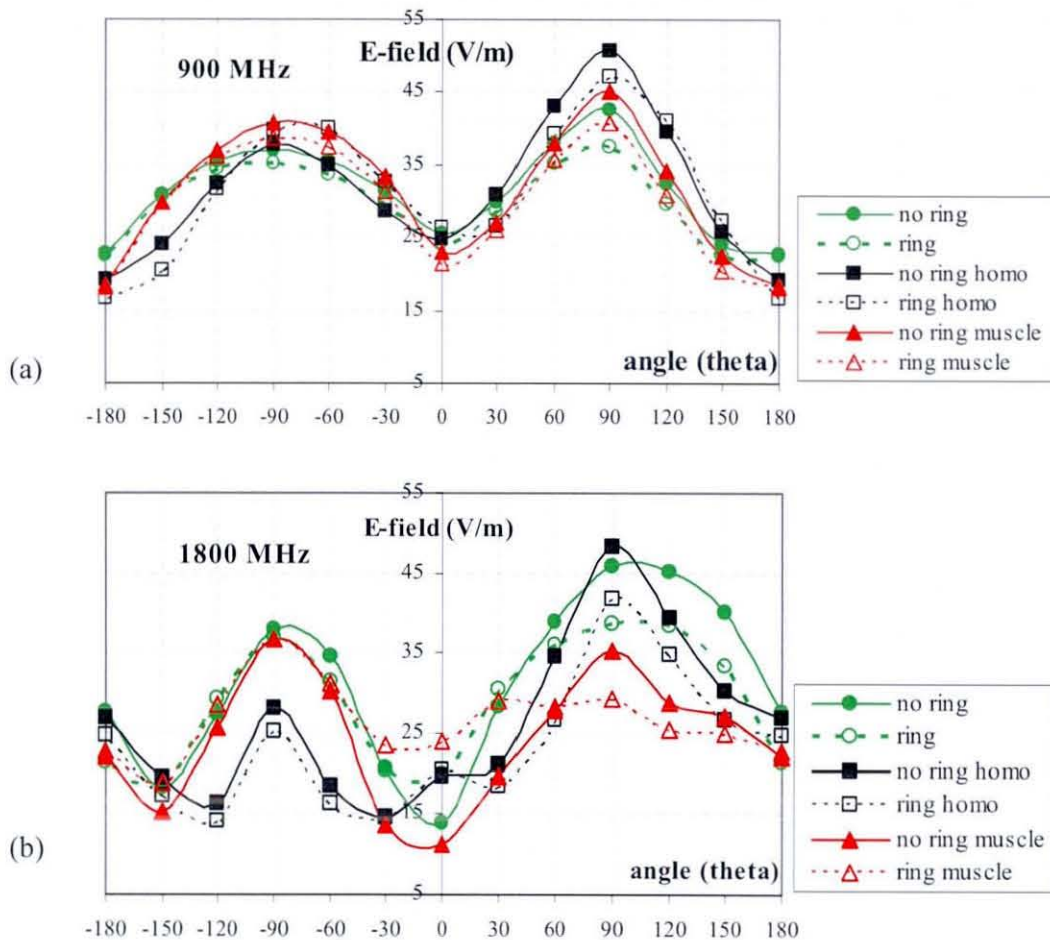 55
E-field (V/m)
900 MHz
45
35
25
15
angle (theta)
5
-180 -150 -120 -90 -60 -30 0 30 60 90 120 150 180
no ring
ring
no ring homo
ring homo
no ring muscle
ring muscle
(a)
55
E-field (V/m)
1800 MHz
45
35
25
15
angle (theta)
5
-180 -150 -120 -90 -60 -30 0 30 60 90 120 150 180
no ring
ring
no ring homo
ring homo
no ring muscle
ring muscle
(b)